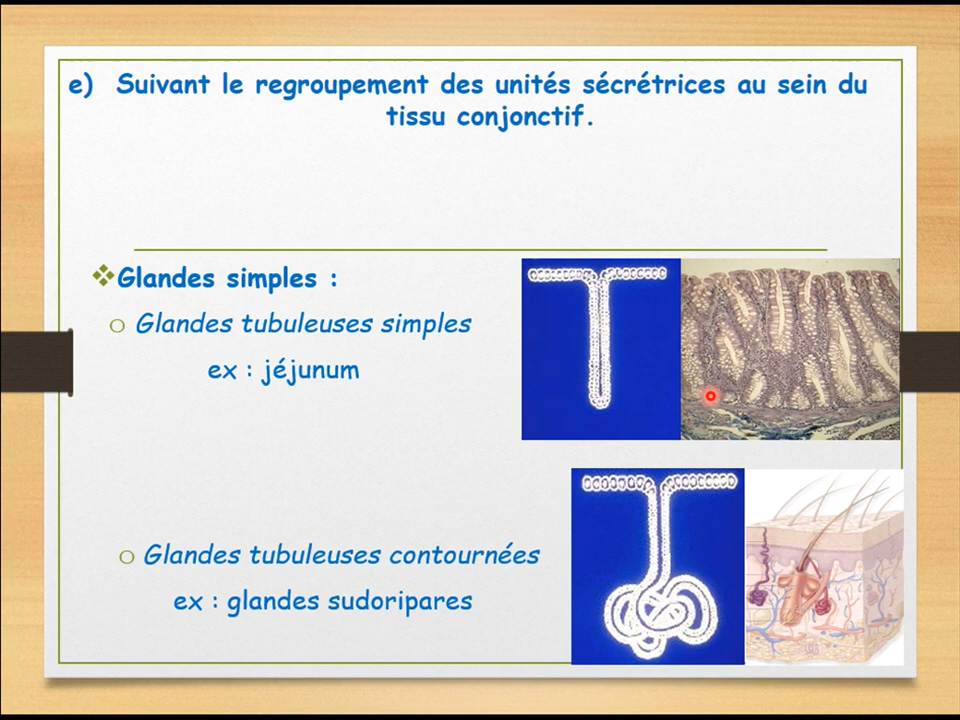 e) Suivant le regroupement des unités sécrétrices au sein du
tissu conjonctif.
Glandes simples :
o Glandes tubuleuses simples
ex : jéjunum
o Glandes tubuleuses contournées
ex : glandes sudoripares